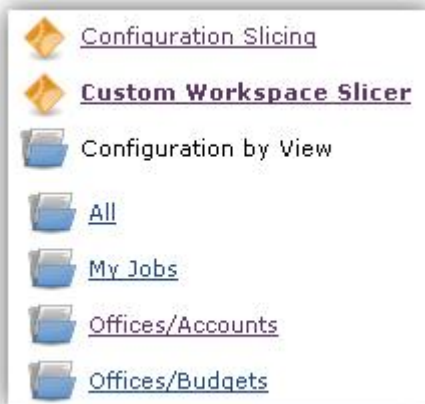 Configuration Slicing
Custom Workspace Slicer
Configuration by View
All
My Jobs
Offices/Accounts
Offices/Budgets